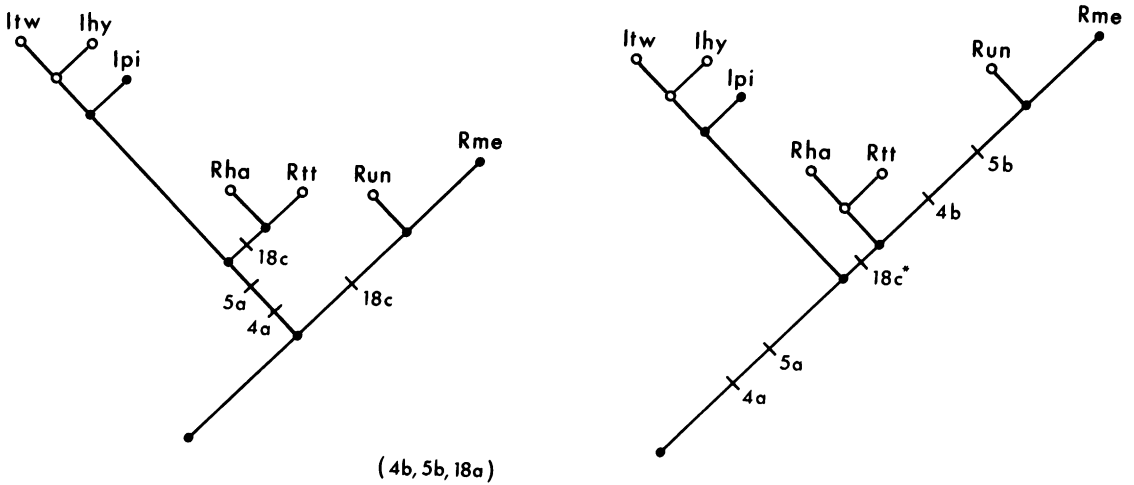 Itw Ihy
Ipi
Rha Rtt Run Rme
18c
5a
4a
18c
(4b, 5b, 18a)
Itw Ihy
Ipi
Rha Rtt
Run Rme
5b
4b
18c*
5a
4a